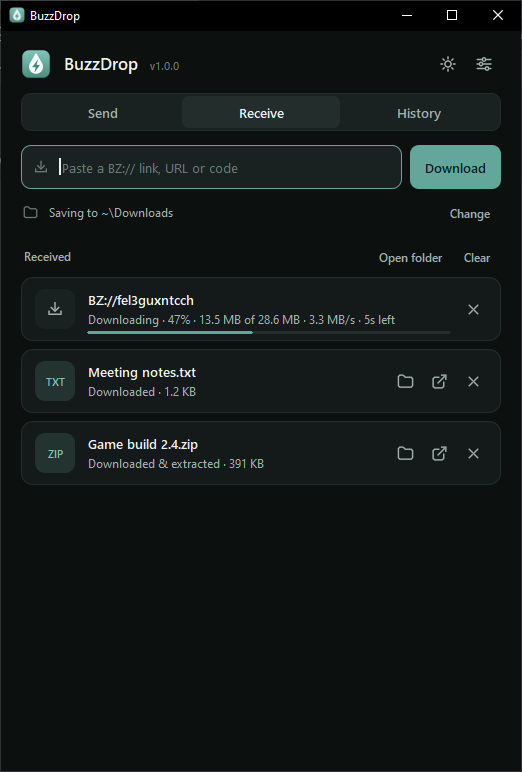 BuzzDrop
BuzzDrop v1.0.0
Send Receive History
Paste a BZ:// link, URL or code Download
Saving to ~\Downloads Change
Received Open folder Clear
BZ://fel3guxntcch
Downloading · 47% · 13.5 MB of 28.6 MB · 3.3 MB/s · 5s left
TXT Meeting notes.txt
Downloaded · 1.2 KB
ZIP Game build 2.4.zip
Downloaded & extracted · 391 KB